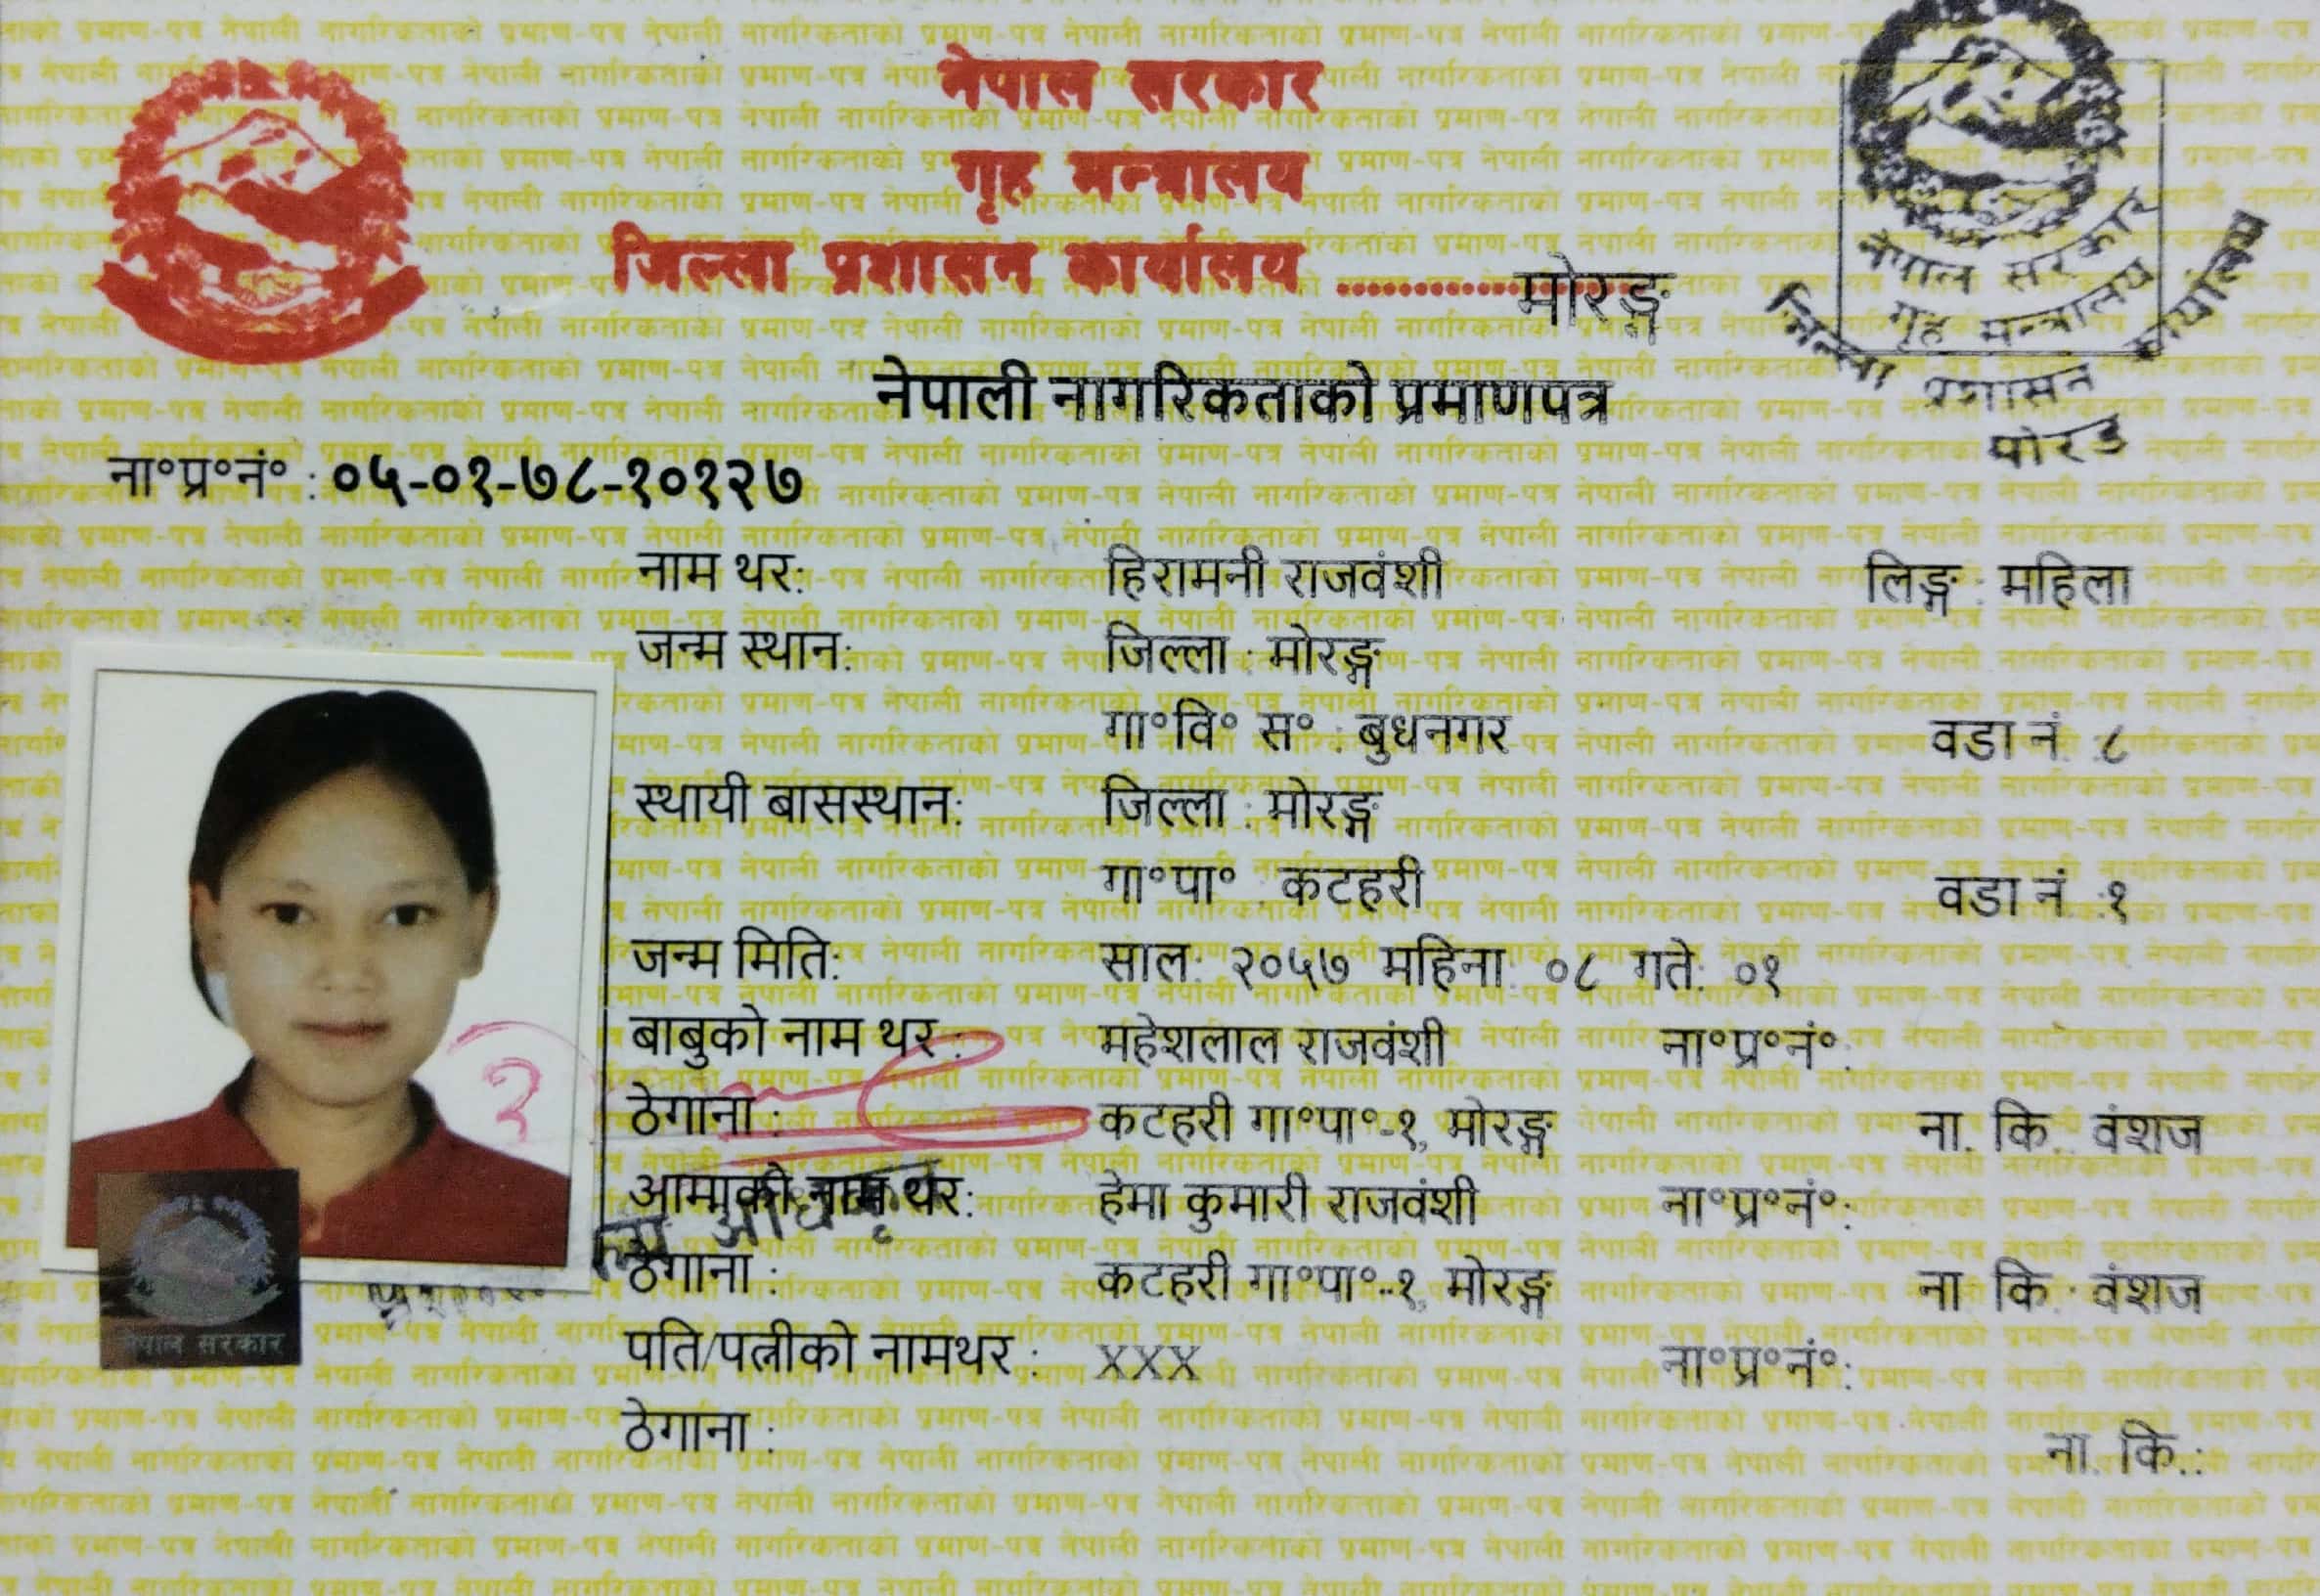 नेपाल सरकार
गृह मन्त्रालय
जिल्ला प्रशासन कार्यालय ................ मोरङ्ग
नेपाल सरकार
गृह मन्त्रालय
जिल्ला प्रशासन कार्यालय
मोरङ
नेपाली नागरिकताको प्रमाणपत्र
ना॰प्र॰नं॰ : ०५-०१-७८-१०१२७
नाम थर: हिरामनी राजवंशी लिङ्ग : महिला
जन्म स्थान: जिल्ला : मोरङ्ग
गा॰वि॰ स॰ : बुधनगर वडा नं. :८
स्थायी बासस्थान: जिल्ला : मोरङ्ग
गा॰पा॰ : कटहरी वडा नं :१
जन्म मिति: साल: २०५७ महिना: ०८ गते: ०१
बाबुको नाम थर : महेशलाल राजवंशी ना॰प्र॰नं॰:
ठेगाना : कटहरी गा॰पा॰-१, मोरङ्ग ना. कि. वंशज
आमाको नाम थर: हेमा कुमारी राजवंशी ना॰प्र॰नं॰:
ठेगाना : कटहरी गा॰पा॰-१, मोरङ्ग ना कि : वंशज
पति/पत्नीको नामथर : XXX ना॰प्र॰नं॰:
ठेगाना : ना. कि.:
नेपाल सरकार